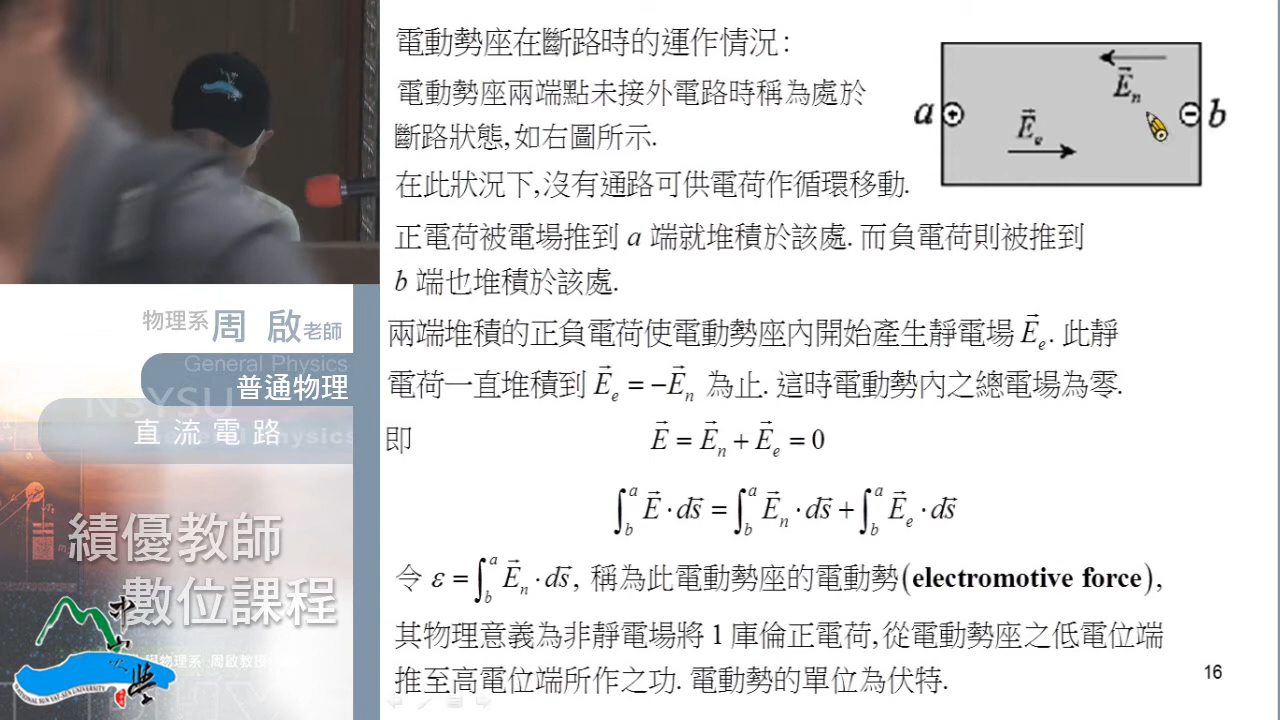 電動勢座在斷路時的運作情況:
電動勢座兩端點未接外電路時稱為處於
斷路狀態,如右圖所示.
在此狀況下,沒有通路可供電荷作循環移動.
正電荷被電場推到 a 端就堆積於該處. 而負電荷則被推到
b 端也堆積於該處.
兩端堆積的正負電荷使電動勢座內開始產生靜電場 E⃗e. 此靜
電荷一直堆積到 E⃗e = −E⃗n 為止. 這時電動勢內之總電場為零.
即 E⃗ = E⃗n + E⃗e = 0
∫_b^a E⃗ · ds⃗ = ∫_b^a E⃗n · ds⃗ + ∫_b^a E⃗e · ds⃗
令 ε = ∫_b^a E⃗n · ds⃗, 稱為此電動勢座的電動勢(electromotive force),
其物理意義為非靜電場將 1 庫倫正電荷,從電動勢座之低電位端
推至高電位端所作之功. 電動勢的單位為伏特.
16
a + E⃗e E⃗n − b
物理系 周 啟 老師
General Physics
普通物理
NSYSU
直流電路
績優教師
數位課程
中山大學